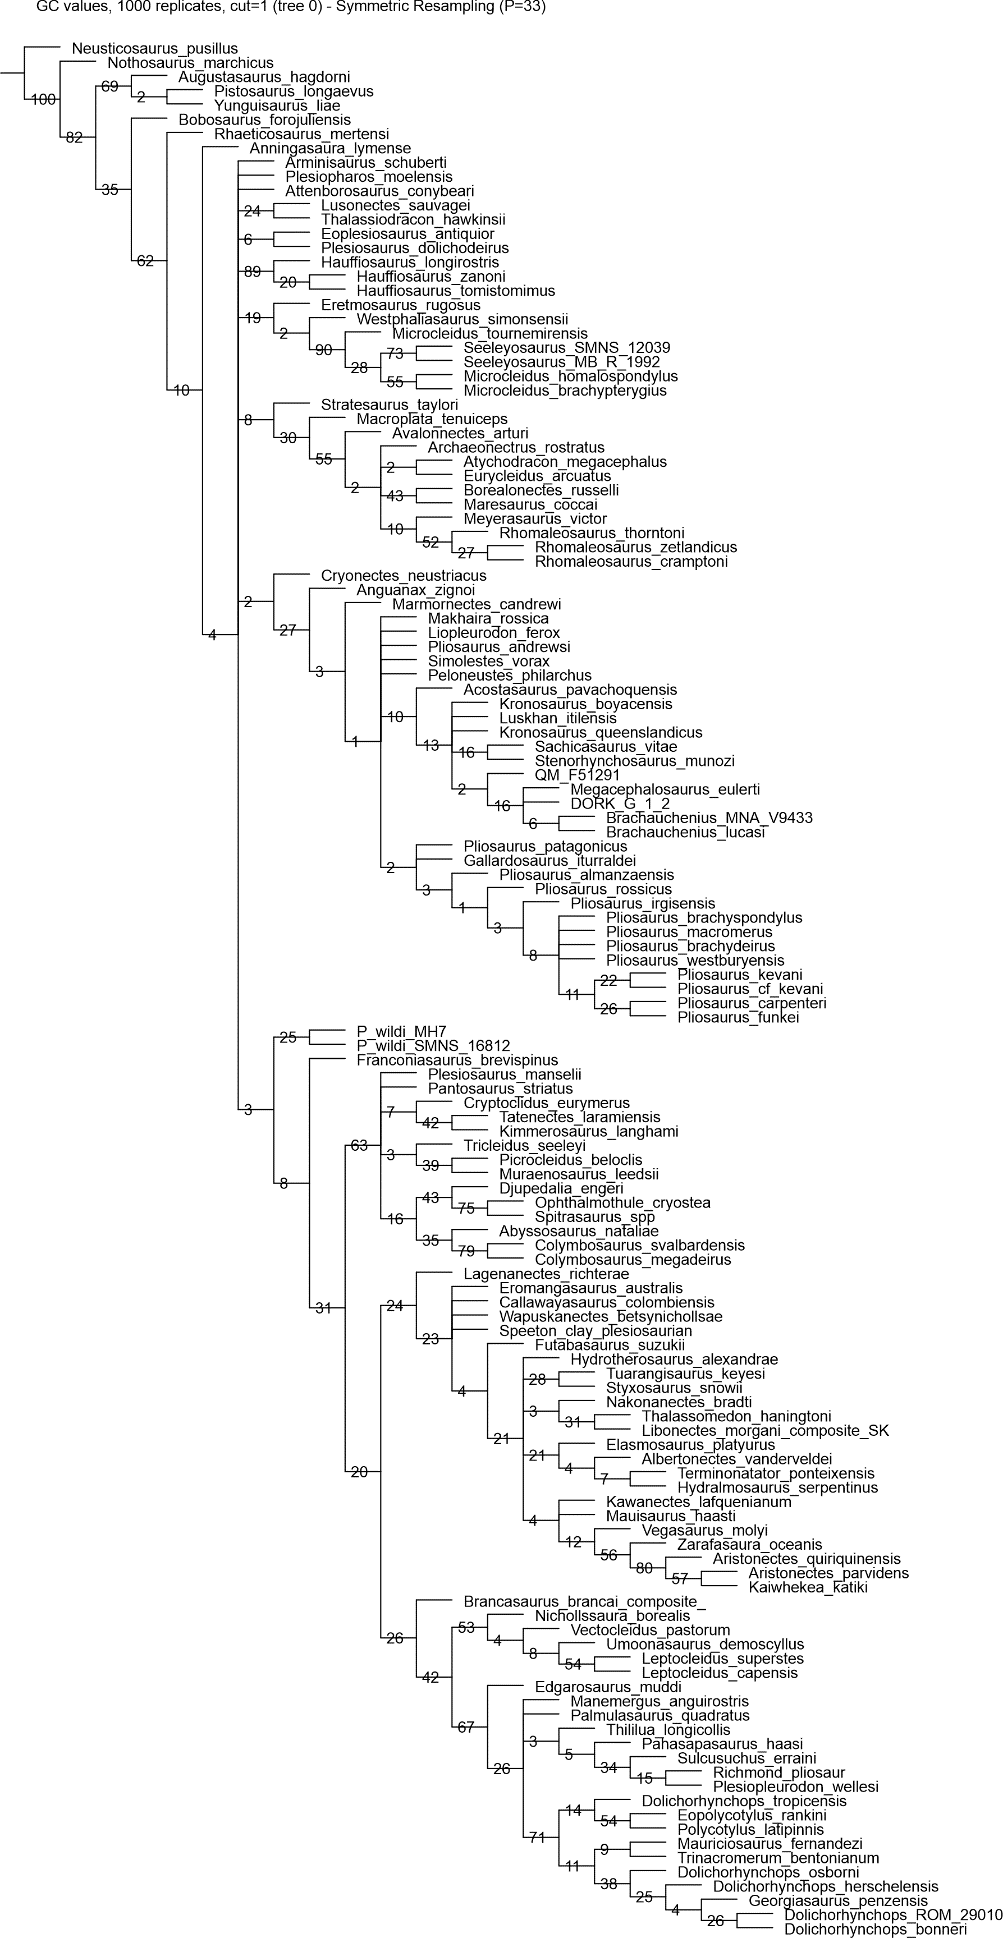 GC values, 1000 replicates, cut=1 (tree 0) - Symmetric Resampling (P=33)
Neusticosaurus_pusillus
Nothosaurus_marchicus
Augustasaurus_hagdorni
69
Pistosaurus_longaevus
2
100
Yunguisaurus_liae
Bobosaurus_forojuliensis
Rhaeticosaurus_mertensi
82
Anningasaura_lymense
Arminisaurus_schuberti
Plesiopharos_moelensis
35
Attenborosaurus_conybeari
Lusonectes_sauvagei
24
Thalassiodracon_hawkinsii
Eoplesiosaurus_antiquior
6
Plesiosaurus_dolichodeirus
62
Hauffiosaurus_longirostris
89
Hauffiosaurus_zanoni
20
Hauffiosaurus_tomistomimus
Eretmosaurus_rugosus
19
Westphaliasaurus_simonsensii
2
Microcleidus_tournemirensis
90
Seeleyosaurus_SMNS_12039
73
Seeleyosaurus_MB_R_1992
28
Microcleidus_homalospondylus
55
10
Microcleidus_brachypterygius
Stratesaurus_taylori
8
Macroplata_tenuiceps
30
Avalonnectes_arturi
Archaeonectrus_rostratus
55
Atychodracon_megacephalus
2
Eurycleidus_arcuatus
2
Borealonectes_russelli
43
Maresaurus_coccai
Meyerasaurus_victor
10
Rhomaleosaurus_thorntoni
52
Rhomaleosaurus_zetlandicus
27
Rhomaleosaurus_cramptoni
Cryonectes_neustriacus
Anguanax_zignoi
2
Marmornectes_candrewi
Makhaira_rossica
27
4
Liopleurodon_ferox
Pliosaurus_andrewsi
Simolestes_vorax
3
Peloneustes_philarchus
Acostasaurus_pavachoquensis
Kronosaurus_boyacensis
10
Luskhan_itilensis
Kronosaurus_queenslandicus
1
13
Sachicasaurus_vitae
16
Stenorhynchosaurus_munozi
QM_F51291
2
Megacephalosaurus_eulerti
16
DORK_G_1_2
Brachauchenius_MNA_V9433
6
Brachauchenius_lucasi
Pliosaurus_patagonicus
Gallardosaurus_iturraldei
2
Pliosaurus_almanzaensis
3
Pliosaurus_rossicus
Pliosaurus_irgisensis
1
Pliosaurus_brachyspondylus
3
Pliosaurus_macromerus
Pliosaurus_brachydeirus
8
Pliosaurus_westburyensis
Pliosaurus_kevani
22
Pliosaurus_cf_kevani
11
Pliosaurus_carpenteri
26
Pliosaurus_funkei
P_wildi_MH7
25
P_wildi_SMNS_16812
Franconiasaurus_brevispinus
Plesiosaurus_manselii
Pantosaurus_striatus
Cryptoclidus_eurymerus
3
7
Tatenectes_laramiensis
42
Kimmerosaurus_langhami
63
Tricleidus_seeleyi
3
Picrocleidus_beloclis
39
Muraenosaurus_leedsii
8
Djupedalia_engeri
43
Ophthalmothule_cryostea
75
Spitrasaurus_spp
16
Abyssosaurus_nataliae
35
Colymbosaurus_svalbardensis
79
Colymbosaurus_megadeirus
Lagenanectes_richterae
Eromangasaurus_australis
Callawayasaurus_colombiensis
31
24
Wapuskanectes_betsynichollsae
Speeton_clay_plesiosaurian
23
Futabasaurus_suzukii
Hydrotherosaurus_alexandrae
Tuarangisaurus_keyesi
28
Styxosaurus_snowii
4
Nakonanectes_bradti
3
Thalassomedon_haningtoni
31
Libonectes_morgani_composite_SK
21
Elasmosaurus_platyurus
21
Albertonectes_vanderveldei
4
20
Terminonatator_ponteixensis
7
Hydralmosaurus_serpentinus
Kawanectes_lafquenianum
Mauisaurus_haasti
4
Vegasaurus_molyi
12
Zarafasaura_oceanis
56
Aristonectes_quiriquinensis
80
Aristonectes_parvidens
57
Kaiwhekea_katiki
Brancasaurus_brancai_composite_
Nichollssaura_borealis
53
Vectocleidus_pastorum
26
4
Umoonasaurus_demoscyllus
8
Leptocleidus_superstes
54
Leptocleidus_capensis
42
Edgarosaurus_muddi
Manemergus_anguirostris
Palmulasaurus_quadratus
67
Thililua_longicollis
3
Pahasapasaurus_haasi
5
Sulcusuchus_erraini
26
34
Richmond_pliosaur
15
Plesiopleurodon_wellesi
Dolichorhynchops_tropicensis
14
Eopolycotylus_rankini
54
Polycotylus_latipinnis
71
Mauriciosaurus_fernandezi
9
Trinacromerum_bentonianum
11
Dolichorhynchops_osborni
38
Dolichorhynchops_herschelensis
25
Georgiasaurus_penzensis
4
Dolichorhynchops_ROM_29010
26
Dolichorhynchops_bonneri